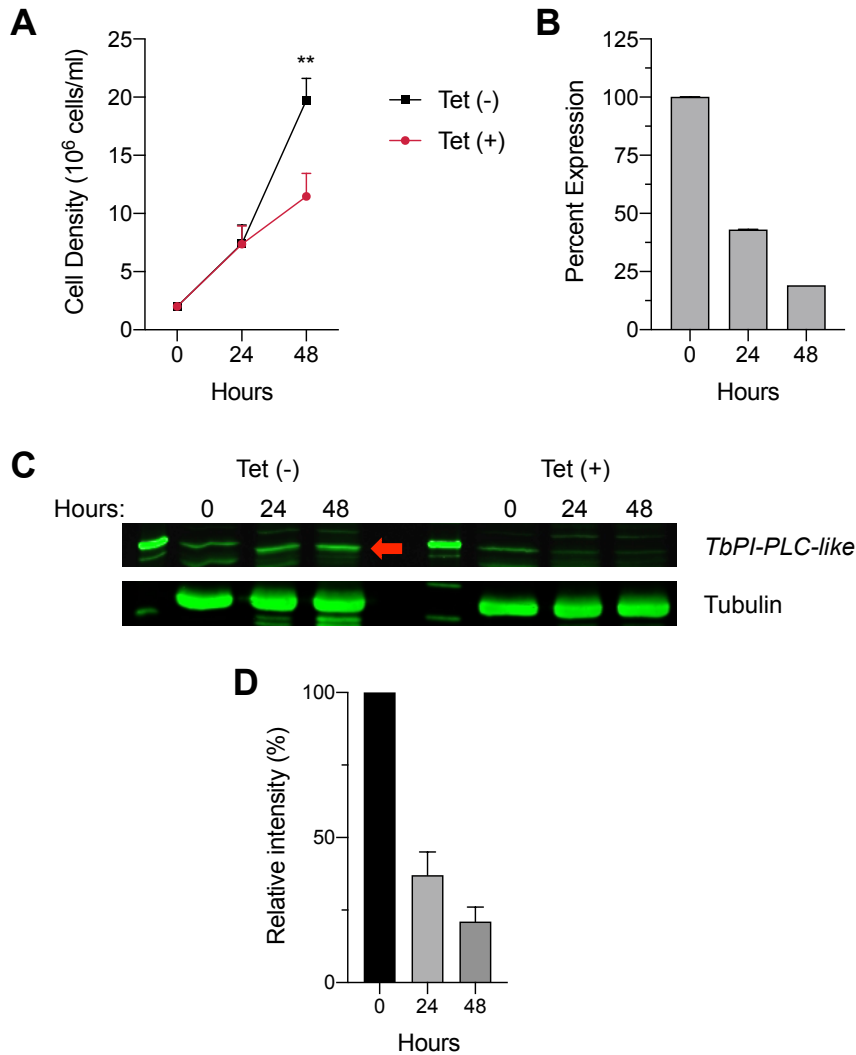 A
Cell Density (10⁶ cells/ml)
25
20
15
10
5
0
**
0 24 48
Hours
Tet (-)
Tet (+)
B
Percent Expression
125
100
75
50
25
0
0 24 48
Hours
C
Tet (-) Tet (+)
Hours: 0 24 48 0 24 48
TbPI-PLC-like
Tubulin
D
Relative intensity (%)
100
50
0
0 24 48
Hours